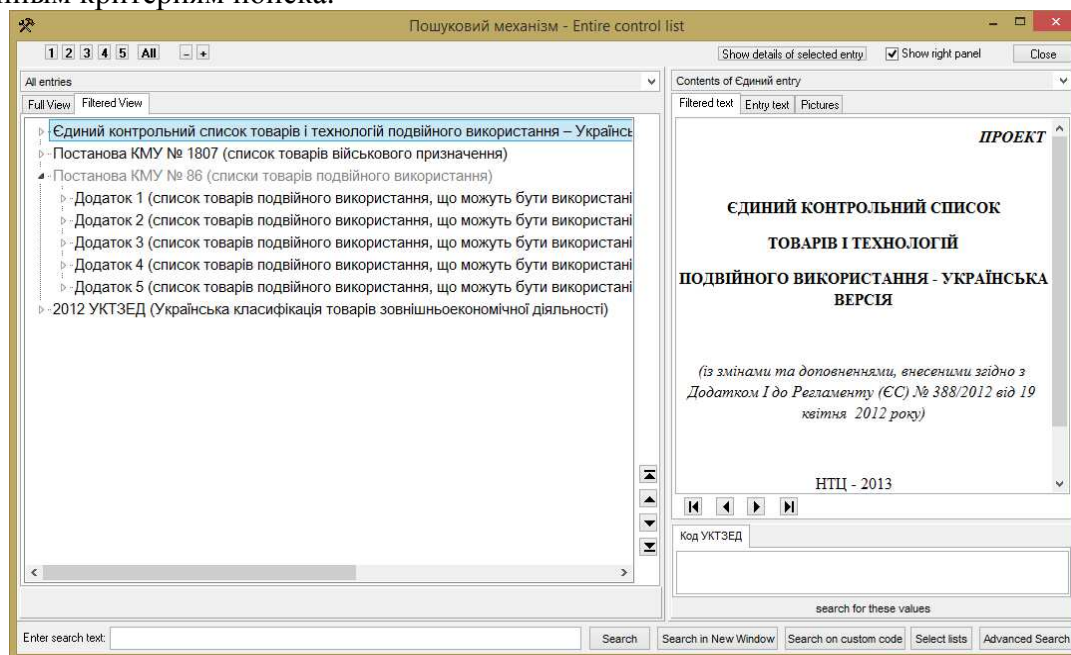 критериям поиска.
Пошуковий механізм - Entire control list
1 2 3 4 5 All - +
Show details of selected entry
Show right panel
Close
All entries
Contents of Єдиний entry
Full View Filtered View
Filtered text Entry text Pictures
Єдиний контрольний список товарів і технологій подвійного використання – Українсь
Постанова КМУ № 1807 (список товарів військового призначення)
Постанова КМУ № 86 (списки товарів подвійного використання)
Додаток 1 (список товарів подвійного використання, що можуть бути використані
Додаток 2 (список товарів подвійного використання, що можуть бути використані
Додаток 3 (список товарів подвійного використання, що можуть бути використані
Додаток 4 (список товарів подвійного використання, що можуть бути використані
Додаток 5 (список товарів подвійного використання, що можуть бути використані
2012 УКТЗЕД (Українська класифікація товарів зовнішньоекономічної діяльності)
ПРОЕКТ
ЄДИНИЙ КОНТРОЛЬНИЙ СПИСОК
ТОВАРІВ І ТЕХНОЛОГІЙ
ПОДВІЙНОГО ВИКОРИСТАННЯ - УКРАЇНСЬКА
ВЕРСІЯ
(із змінами та доповненнями, внесеними згідно з
Додатком І до Регламенту (ЄС) № 388/2012 від 19
квітня 2012 року)
НТЦ - 2013
Код УКТЗЕД
search for these values
Enter search text:
Search
Search in New Window
Search on custom code
Select lists
Advanced Search